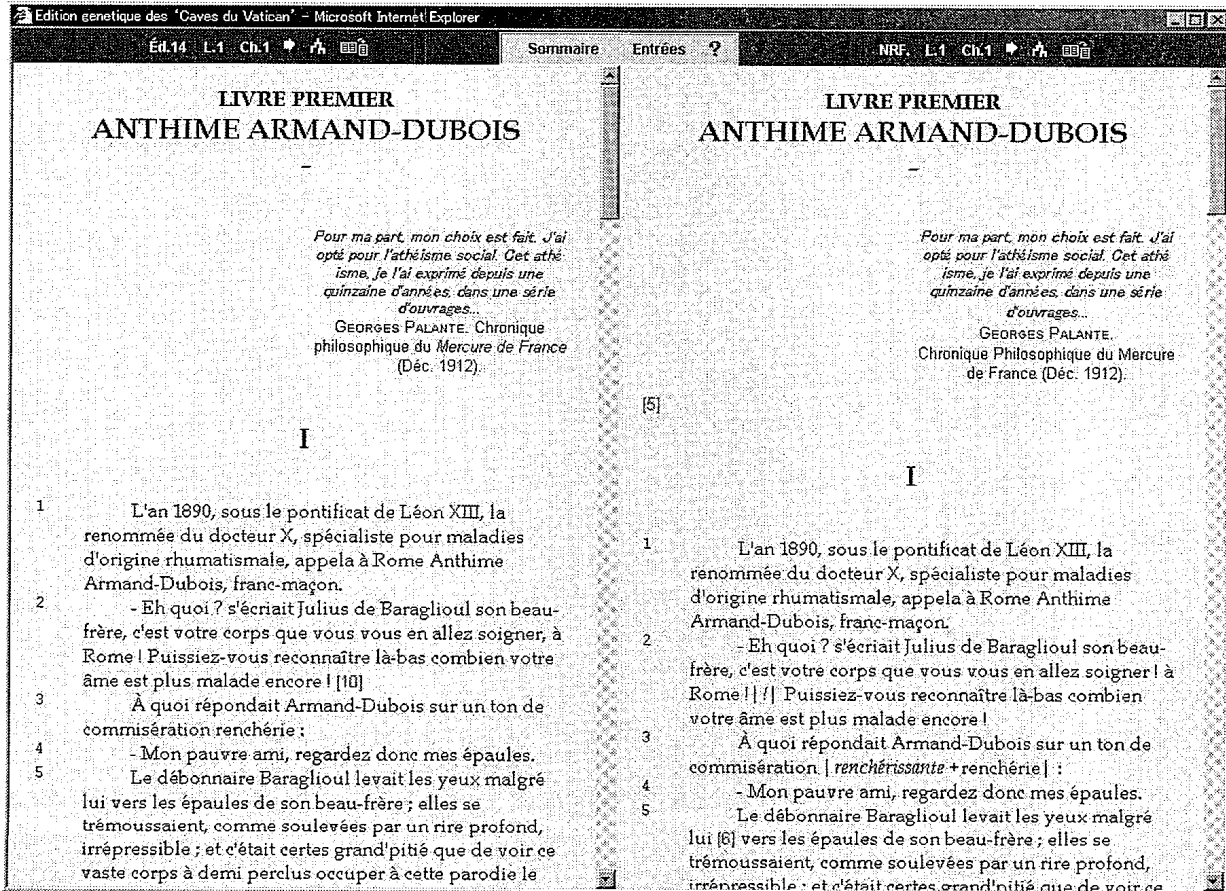 Edition genetique des 'Caves du Vatican' - Microsoft Internet Explorer
Éd.14 L.1 Ch.1
Sommaire Entrées ?
NRF. L.1 Ch.1
LIVRE PREMIER
ANTHIME ARMAND-DUBOIS
–
Pour ma part, mon choix est fait. J'ai
opté pour l'athéisme social. Cet athé
isme, je l'ai exprimé depuis une
quinzaine d'années, dans une série
d'ouvrages...
GEORGES PALANTE. Chronique
philosophique du Mercure de France
(Déc. 1912).
I
1 L'an 1890, sous le pontificat de Léon XIII, la
renommée du docteur X, spécialiste pour maladies
d'origine rhumatismale, appela à Rome Anthime
Armand-Dubois, franc-maçon.
2 - Eh quoi ? s'écriait Julius de Baraglioul son beau-
frère, c'est votre corps que vous vous en allez soigner, à
Rome ! Puissiez-vous reconnaître là-bas combien votre
âme est plus malade encore ! [10]
3 À quoi répondait Armand-Dubois sur un ton de
commisération renchérie :
4 - Mon pauvre ami, regardez donc mes épaules.
5 Le débonnaire Baraglioul levait les yeux malgré
lui vers les épaules de son beau-frère ; elles se
trémoussaient, comme soulevées par un rire profond,
irrépressible ; et c'était certes grand'pitié que de voir ce
vaste corps à demi perclus occuper à cette parodie le
LIVRE PREMIER
ANTHIME ARMAND-DUBOIS
–
Pour ma part, mon choix est fait. J'ai
opté pour l'athéisme social. Cet athé
isme, je l'ai exprimé depuis une
quinzaine d'années, dans une série
d'ouvrages...
GEORGES PALANTE.
Chronique Philosophique du Mercure
de France (Déc. 1912).
[5]
I
1 L'an 1890, sous le pontificat de Léon XIII, la
renommée du docteur X, spécialiste pour maladies
d'origine rhumatismale, appela à Rome Anthime
Armand-Dubois, franc-maçon.
2 - Eh quoi ? s'écriait Julius de Baraglioul son beau-
frère, c'est votre corps que vous vous en allez soigner ! à
Rome ! | !| Puissiez-vous reconnaître là-bas combien
votre âme est plus malade encore !
3 À quoi répondait Armand-Dubois sur un ton de
commisération | renchérissante +renchérie | :
4 - Mon pauvre ami, regardez donc mes épaules.
5 Le débonnaire Baraglioul levait les yeux malgré
lui [6] vers les épaules de son beau-frère ; elles se
trémoussaient, comme soulevées par un rire profond,
irrépressible ; et c'était certes grand'pitié que de voir ce